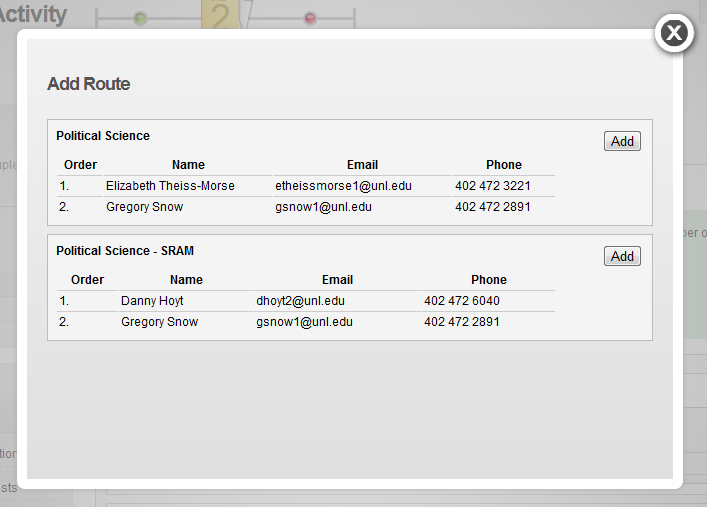 Activity
2
X
Add Route
Political Science
Add
Order Name Email Phone
1. Elizabeth Theiss-Morse etheissmorse1@unl.edu 402 472 3221
2. Gregory Snow gsnow1@unl.edu 402 472 2891
Political Science - SRAM
Add
Order Name Email Phone
1. Danny Hoyt dhoyt2@unl.edu 402 472 6040
2. Gregory Snow gsnow1@unl.edu 402 472 2891